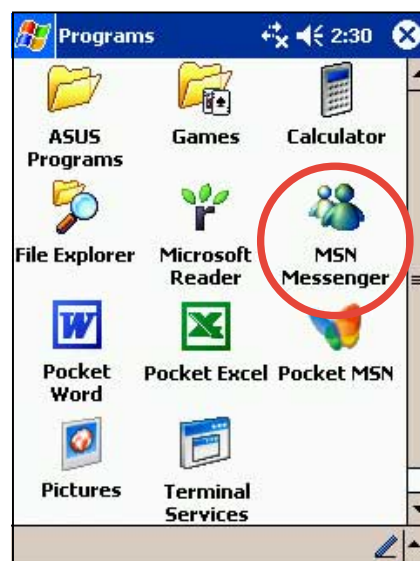 Programs 2:30
ASUS Programs
Games
Calculator
File Explorer
Microsoft Reader
MSN Messenger
Pocket Word
Pocket Excel
Pocket MSN
Pictures
Terminal Services